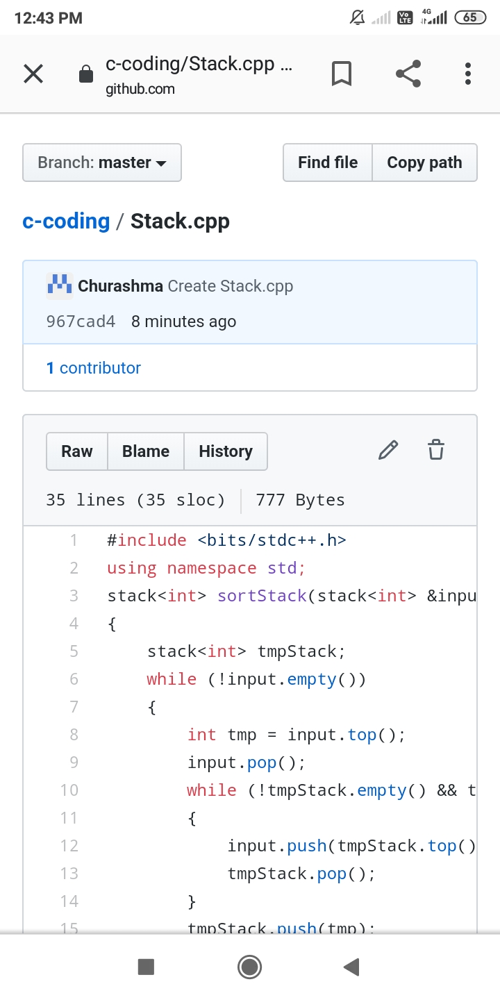 12:43 PM
Vo LTE 4G 65
c-coding/Stack.cpp ...
github.com
Branch: master
Find file Copy path
c-coding / Stack.cpp
Churashma Create Stack.cpp
967cad4 8 minutes ago
1 contributor
Raw Blame History
35 lines (35 sloc) 777 Bytes
1 #include <bits/stdc++.h>
2 using namespace std;
3 stack<int> sortStack(stack<int> &inpu
4 {
5 stack<int> tmpStack;
6 while (!input.empty())
7 {
8 int tmp = input.top();
9 input.pop();
10 while (!tmpStack.empty() && t
11 {
12 input.push(tmpStack.top()
13 tmpStack.pop();
14 }
15 tmpStack.push(tmp);